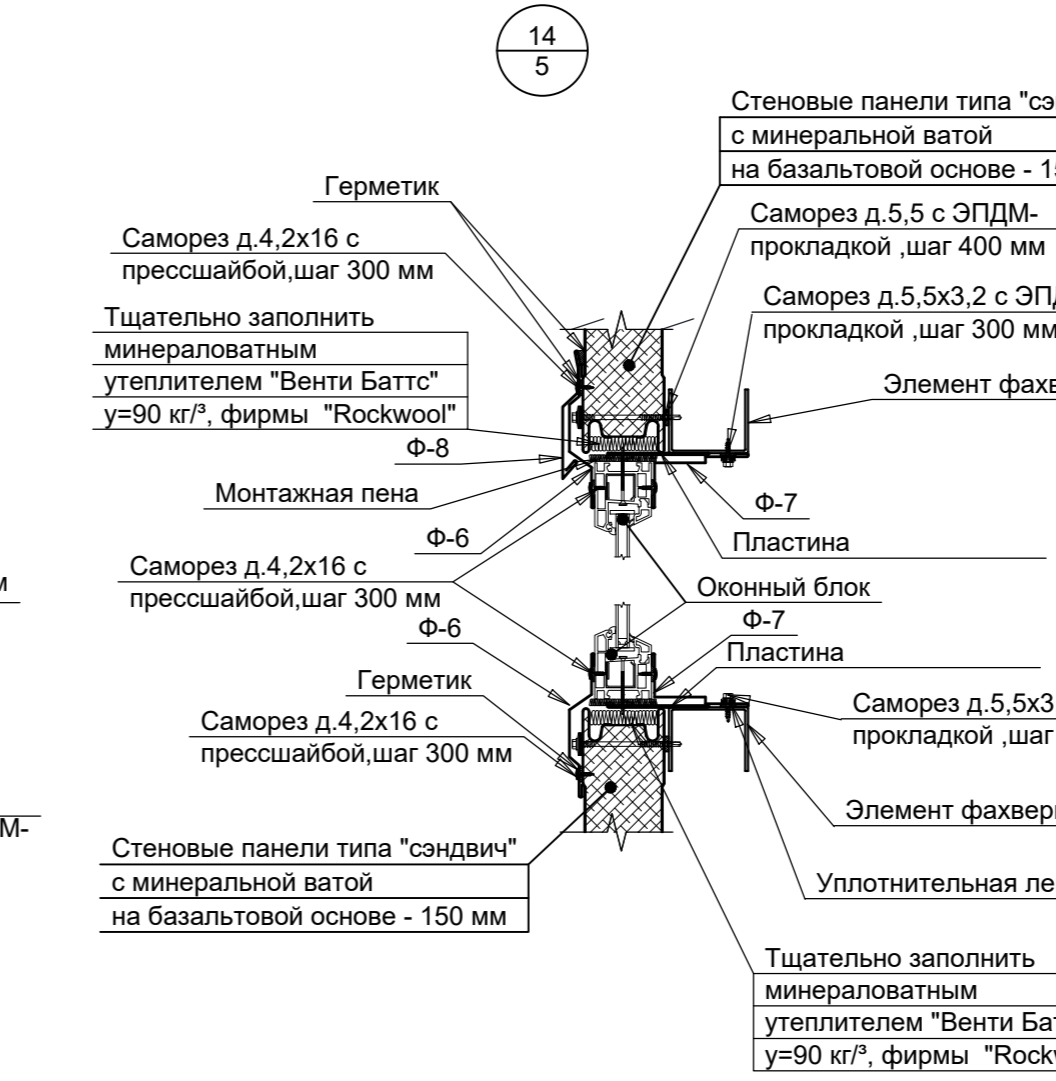 14
5
Стеновые панели типа "сэ
с минеральной ватой
на базальтовой основе - 15
Герметик
Саморез д.5,5 с ЭПДМ-
прокладкой ,шаг 400 мм
Саморез д.4,2х16 с
прессшайбой,шаг 300 мм
Саморез д.5,5х3,2 с ЭПД
прокладкой ,шаг 300 мм
Тщательно заполнить
минераловатным
утеплителем "Венти Баттс"
у=90 кг/³, фирмы "Rockwool"
Элемент фахв
Ф-8
Монтажная пена
Ф-7
Ф-6
Пластина
Саморез д.4,2х16 с
прессшайбой,шаг 300 мм
Оконный блок
м
Ф-6
Ф-7
Пластина
Герметик
Саморез д.4,2х16 с
прессшайбой,шаг 300 мм
Саморез д.5,5х3
прокладкой ,шаг
Элемент фахвер
М-
Стеновые панели типа "сэндвич"
с минеральной ватой
на базальтовой основе - 150 мм
Уплотнительная ле
Тщательно заполнить
минераловатным
утеплителем "Венти Бат
у=90 кг/³, фирмы "Rockw